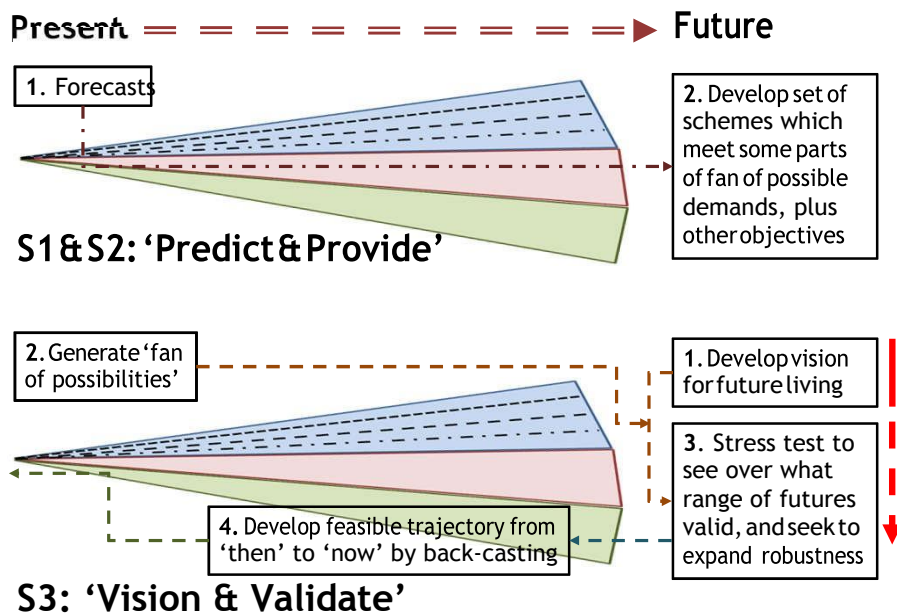 Present
Future
1. Forecasts
2. Develop set of
schemes which
meet some parts
of fan of possible
demands, plus
other objectives
S1 & S2: ‘Predict & Provide’
2. Generate ‘fan
of possibilities’
1. Develop vision
for future living
3. Stress test to
see over what
range of futures
valid, and seek to
expand robustness
4. Develop feasible trajectory from
‘then’ to ‘now’ by back-casting
S3: ‘Vision & Validate’